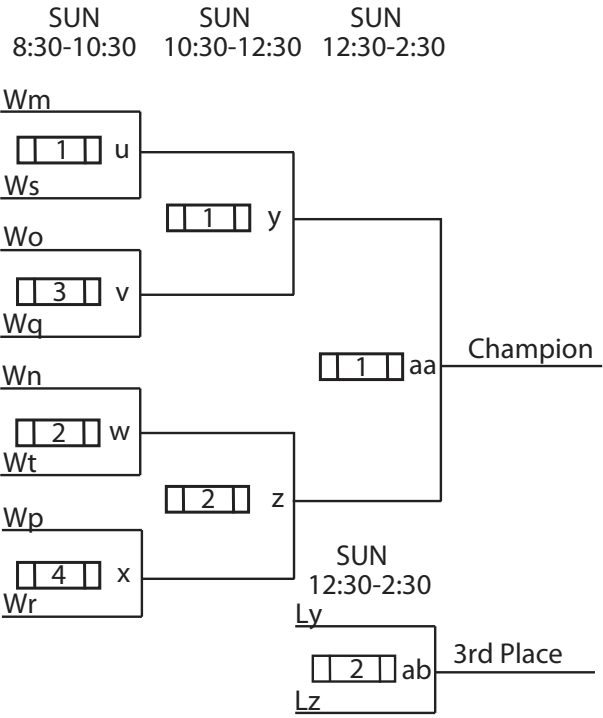 SUN
8:30-10:30
SUN
10:30-12:30
SUN
12:30-2:30
Wm
1 u
Ws
1 y
Wo
3 v
Wq
1 aa
Champion
Wn
2 w
Wt
2 z
Wp
4 x
Wr
SUN
12:30-2:30
Ly
2 ab
3rd Place
Lz